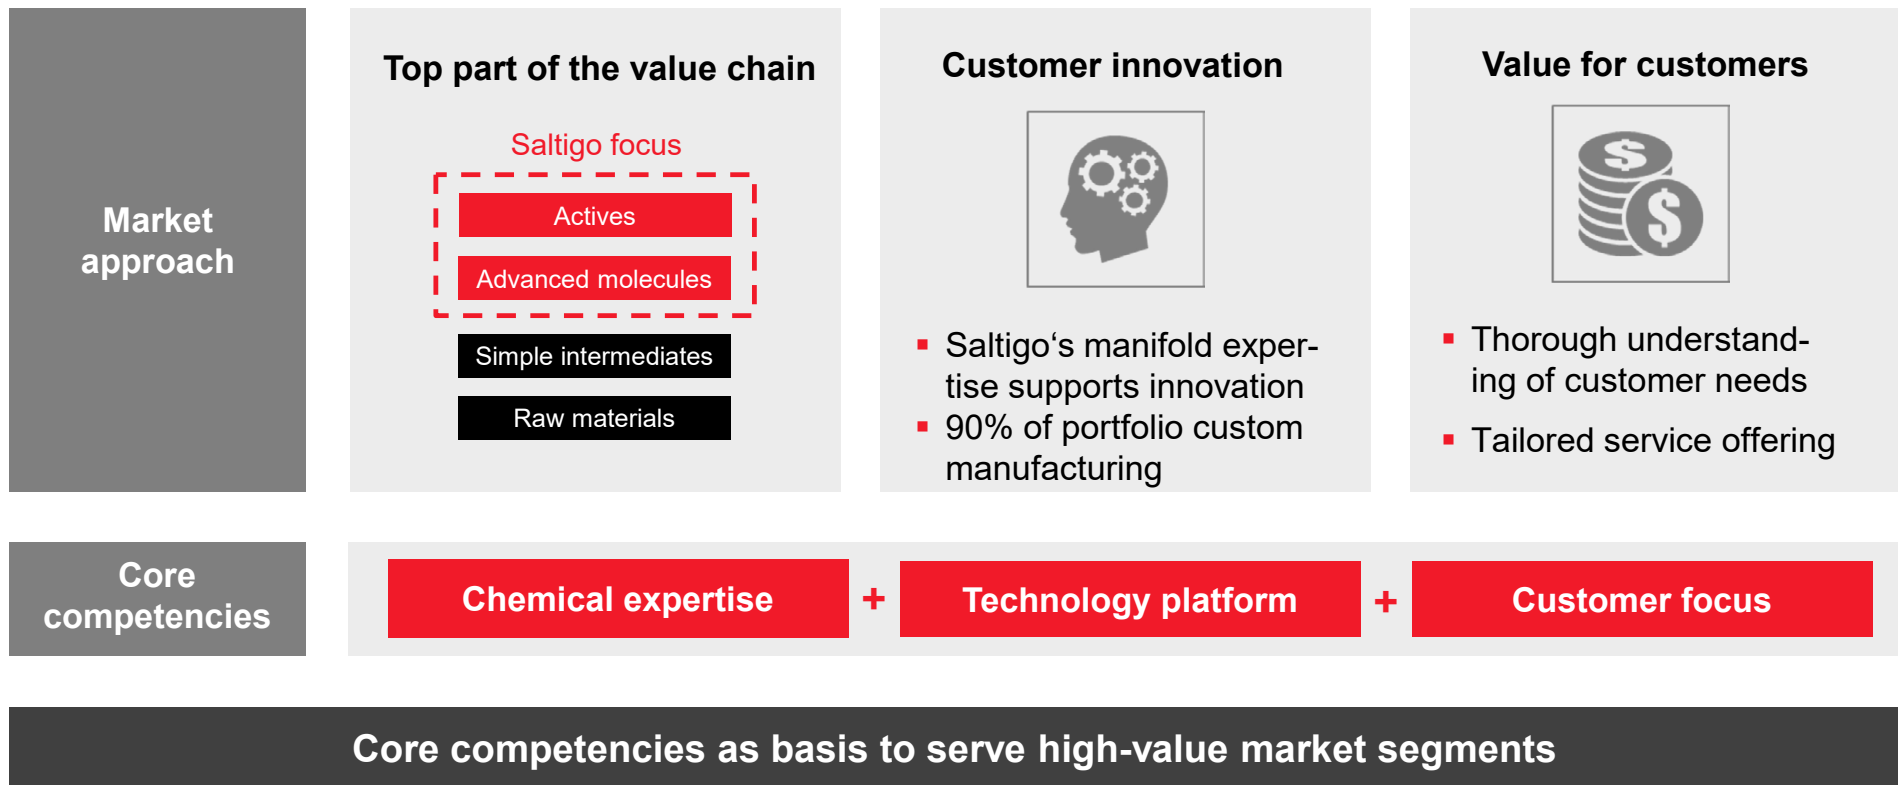 Market
approach
Top part of the value chain
Saltigo focus
Actives
Advanced molecules
Simple intermediates
Raw materials
Customer innovation
▪ Saltigo‘s manifold exper-
tise supports innovation
▪ 90% of portfolio custom
manufacturing
Value for customers
$
$
▪ Thorough understand-
ing of customer needs
▪ Tailored service offering
Core
competencies
Chemical expertise + Technology platform + Customer focus
Core competencies as basis to serve high-value market segments